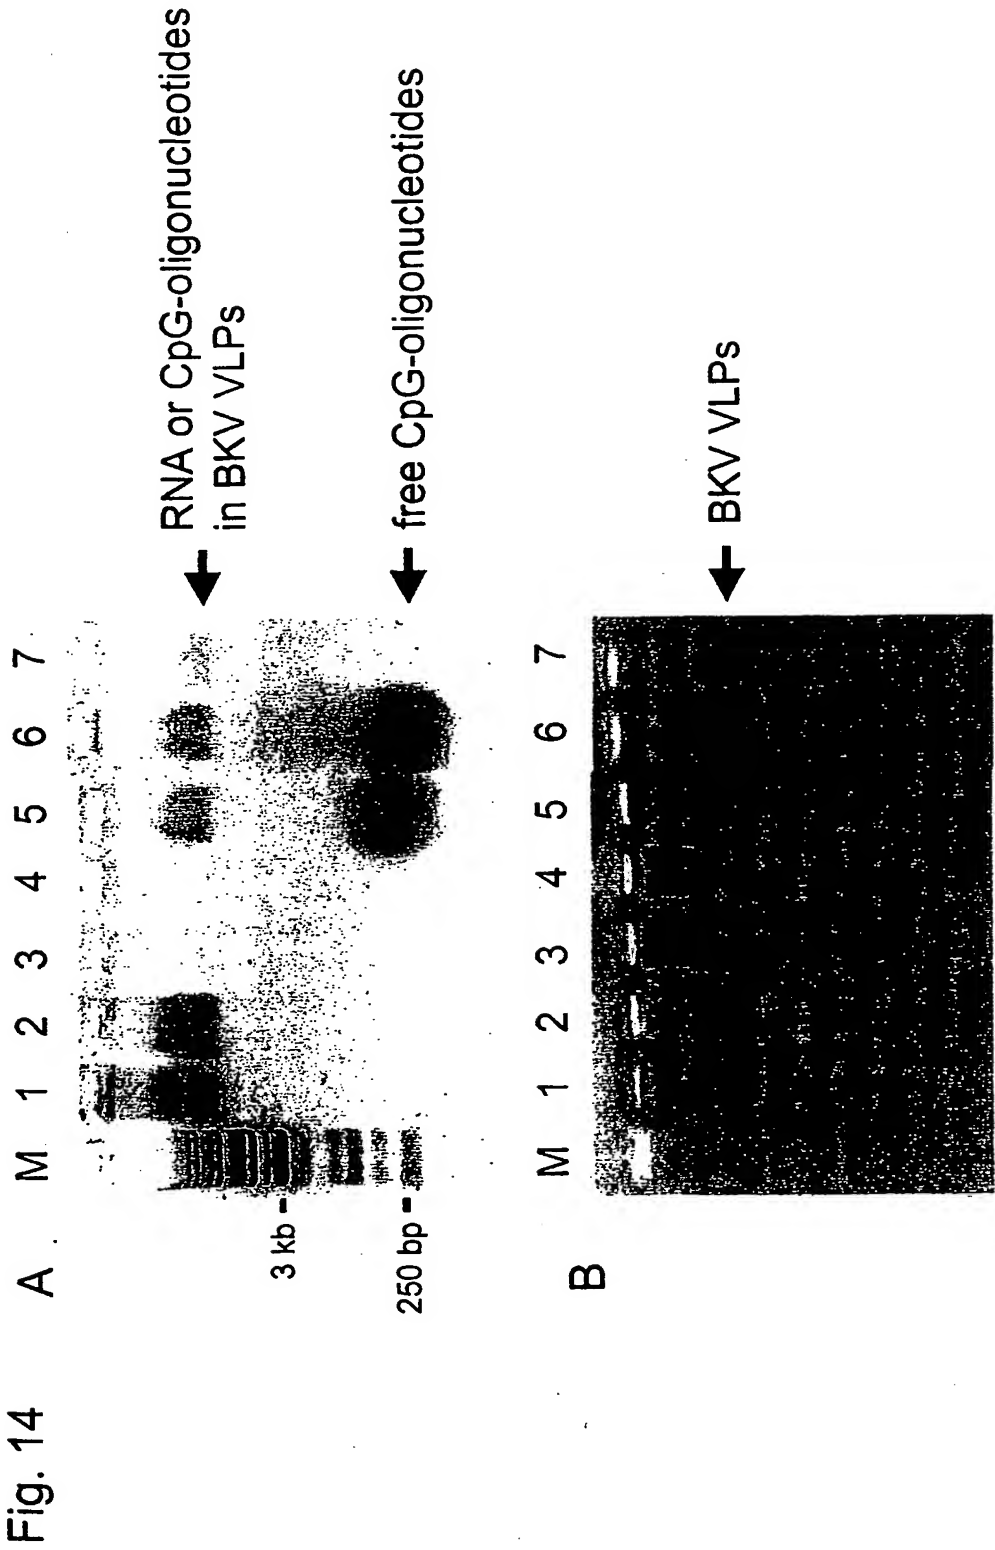 Fig. 14
A
M 1 2 3 4 5 6 7
RNA or CpG-oligonucleotides
in BKV VLPs
3 kb
250 bp
free CpG-oligonucleotides
B
M 1 2 3 4 5 6 7
BKV VLPs